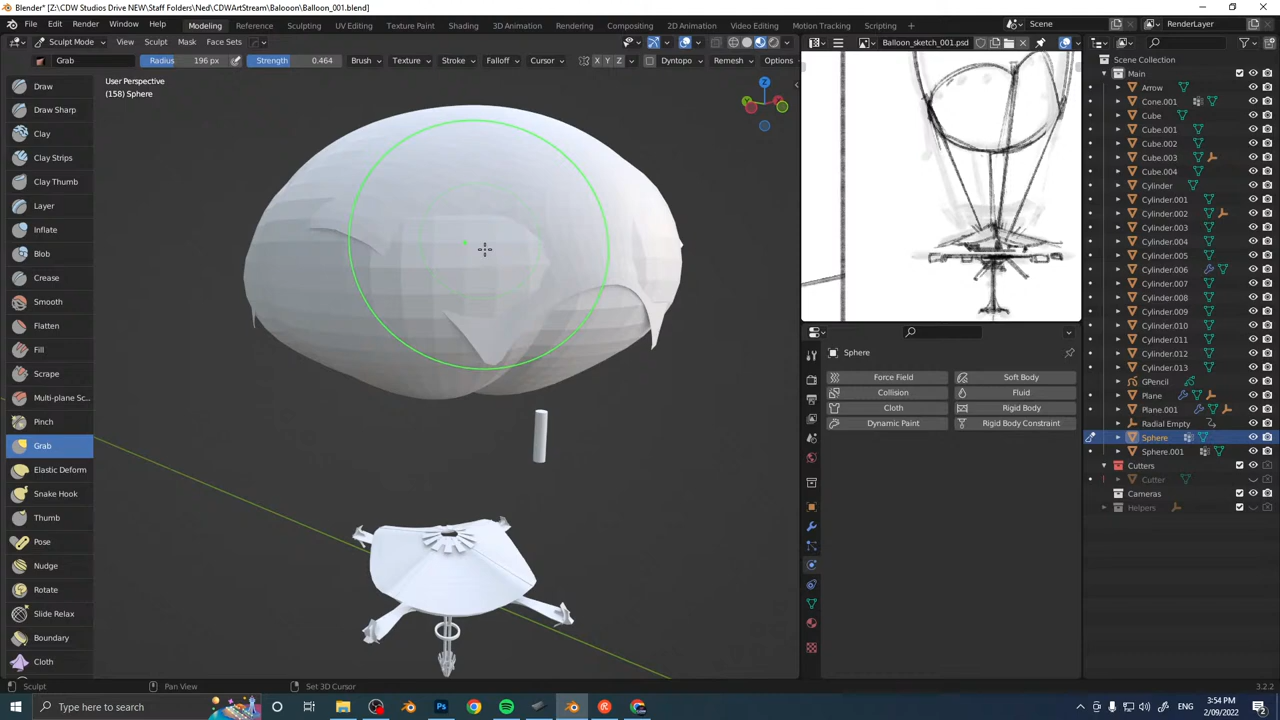 Blender* [Z:\CDW Studios Drive NEW\Staff Folders\Ned\CDWArtStream\Balooon\Balloon_001.blend]
File Edit Render Window Help Modeling Reference Sculpting UV Editing Texture Paint Shading 3D Animation Rendering Compositing 2D Animation 2D Full Canvas Scene RenderLayer
Sculpt Mode View Sculpt Mask Face Sets Balloon_sketch_001.psd
Grab Radius 196 px Strength 0.464 Brush Texture Stroke Falloff Cursor X Y Z Dyntopo Remesh Options
User Perspective
(158) Sphere
Z
Draw
Draw Sharp
Clay
Clay Strips
Clay Thumb
Layer
Inflate
Blob
Crease
Smooth
Flatten
Fill
Scrape
Multi-plane Sc...
Pinch
Grab
Elastic Deform
Snake Hook
Thumb
Pose
Nudge
Rotate
Slide Relax
Boundary
Cloth
Sphere
Force Field Soft Body
Collision Fluid
Cloth Rigid Body
Dynamic Paint Rigid Body Constraint
Scene Collection
Main
Arrow
Cone.001
Cube
Cube.001
Cube.002
Cube.003
Cube.004
Cylinder
Cylinder.001
Cylinder.002
Cylinder.003
Cylinder.004
Cylinder.005
Cylinder.006
Cylinder.007
Cylinder.008
Cylinder.009
Cylinder.010
Cylinder.011
Cylinder.012
Cylinder.013
GPencil
Plane
Plane.001
Radial Empty
Sphere
Sphere.001
Cutters
Cutter
Cameras
Helpers
Sculpt Pan View Set 3D Cursor 3.2.2
Type here to search
3:54 PM
2/09/2022